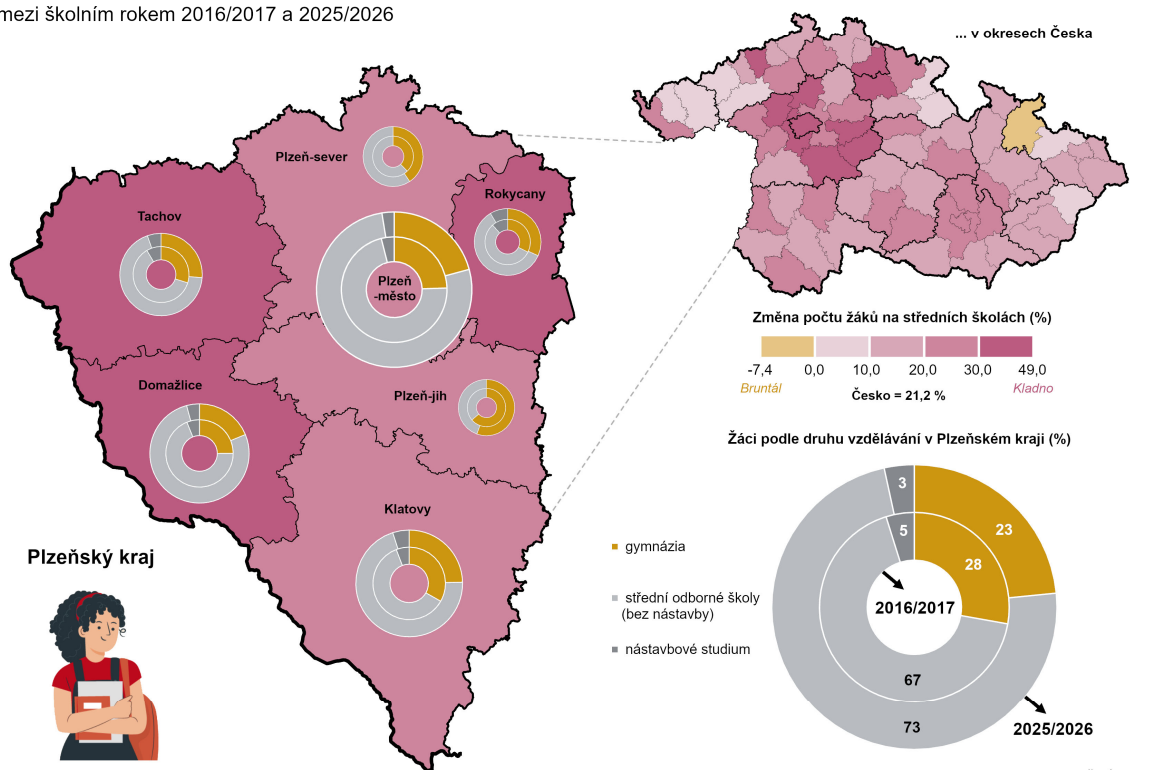 mezi školním rokem 2016/2017 a 2025/2026
... v okresech Česka
Plzeň-sever
Rokycany
Tachov
Plzeň
-město
Domažlice
Plzeň-jih
Klatovy
Plzeňský kraj
Změna počtu žáků na středních školách (%)
-7,4 0,0 10,0 20,0 30,0 49,0
Bruntál Kladno
Česko = 21,2 %
Žáci podle druhu vzdělávání v Plzeňském kraji (%)
gymnázia
střední odborné školy
(bez nástavby)
nástavbové studium
3
23
5
28
2016/2017
67
73
2025/2026